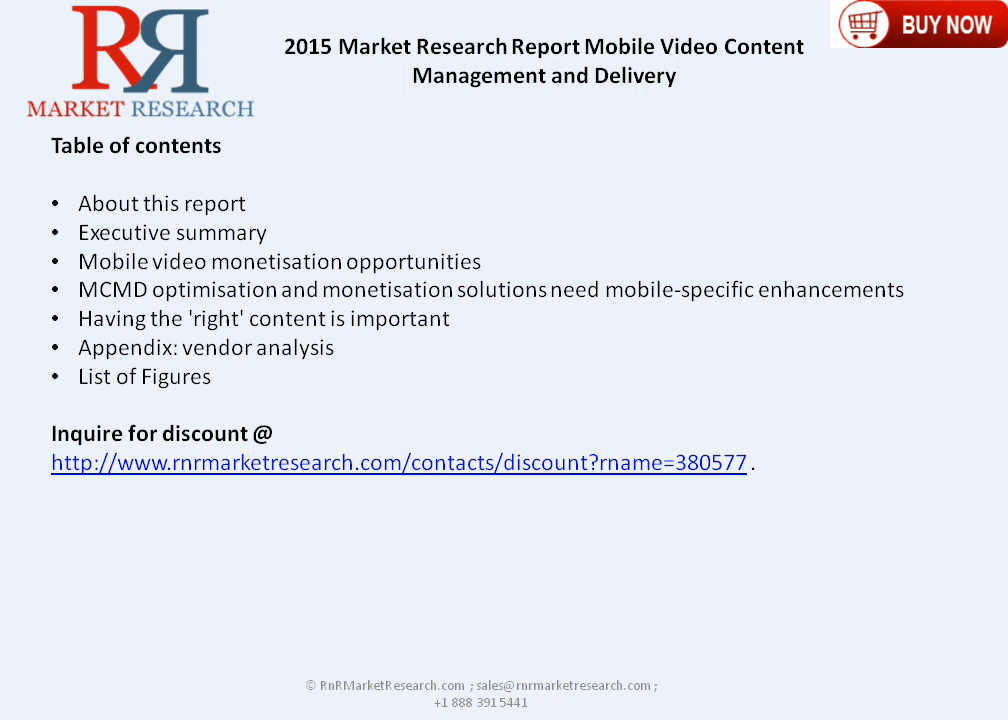 RR
MARKET RESEARCH
2015 Market Research Report Mobile Video Content
Management and Delivery
BUY NOW
Table of contents
• About this report
• Executive summary
• Mobile video monetisation opportunities
• MCMD optimisation and monetisation solutions need mobile-specific enhancements
• Having the 'right' content is important
• Appendix: vendor analysis
• List of Figures
Inquire for discount @
http://www.rnrmarketresearch.com/contacts/discount?rname=380577 .
© RnRMarketResearch.com ; sales@rnrmarketresearch.com ;
+1 888 391 5441